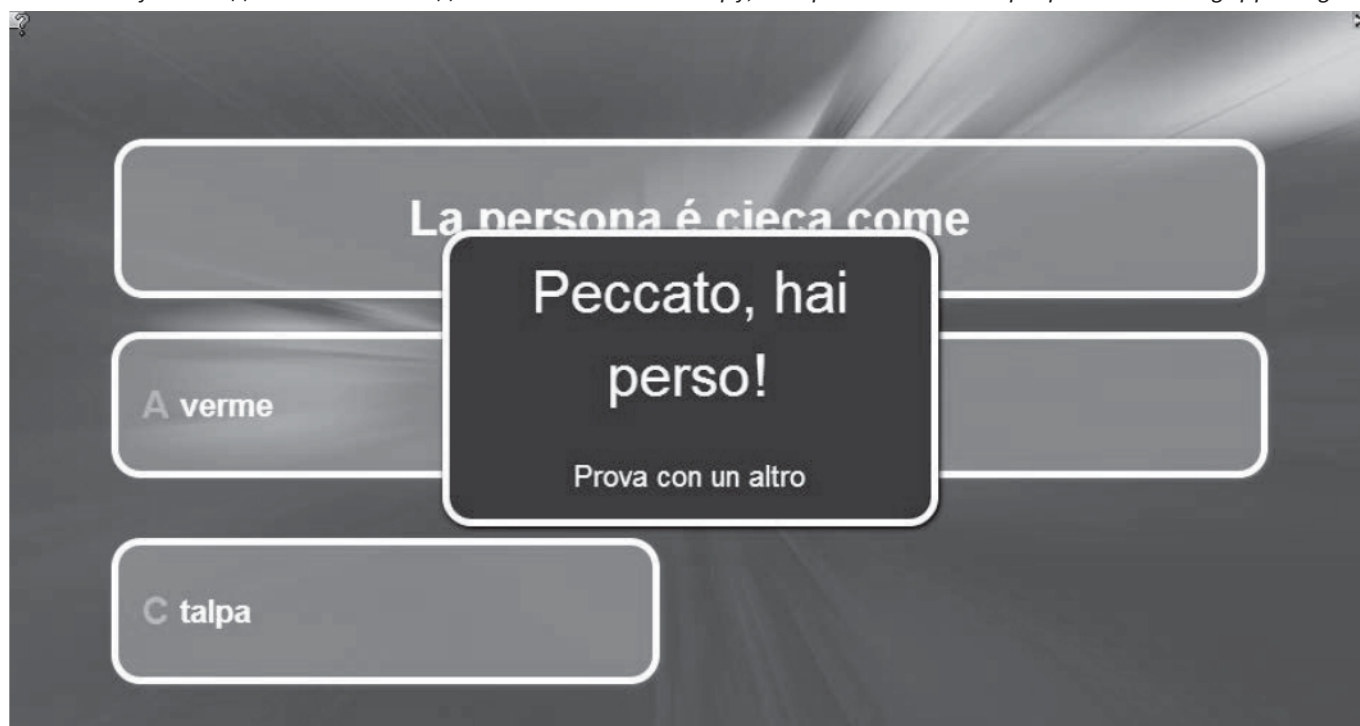 La persona é cieca come
Peccato, hai
perso!
Prova con un altro
A verme
C talpa